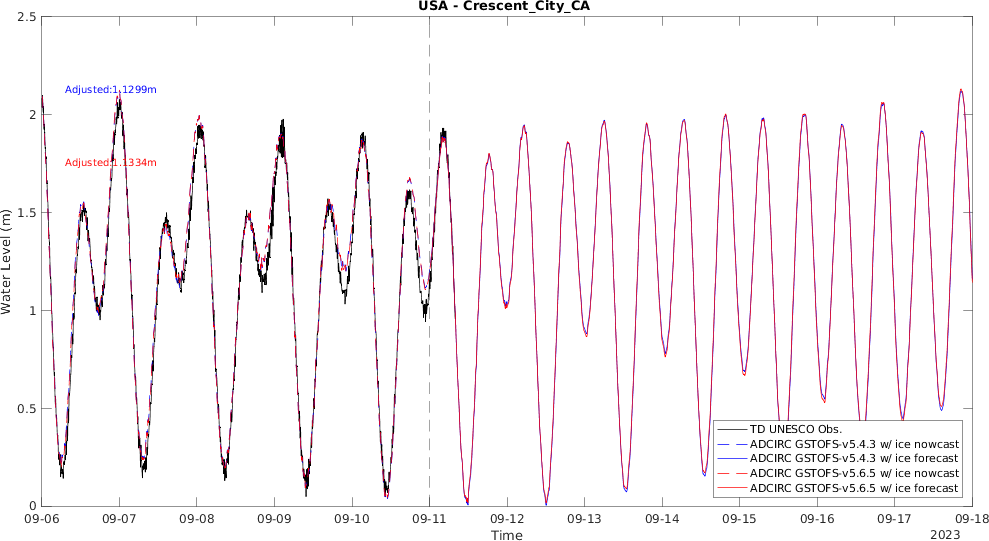 USA - Crescent_City_CA
2.5
2
1.5
1
0.5
0
Water Level (m)
Adjusted:1.1299m
Adjusted:1.1334m
TD UNESCO Obs.
ADCIRC GSTOFS-v5.4.3 w/ ice nowcast
ADCIRC GSTOFS-v5.4.3 w/ ice forecast
ADCIRC GSTOFS-v5.6.5 w/ ice nowcast
ADCIRC GSTOFS-v5.6.5 w/ ice forecast
09-06 09-07 09-08 09-09 09-10 09-11 09-12 09-13 09-14 09-15 09-16 09-17 09-18
Time
2023